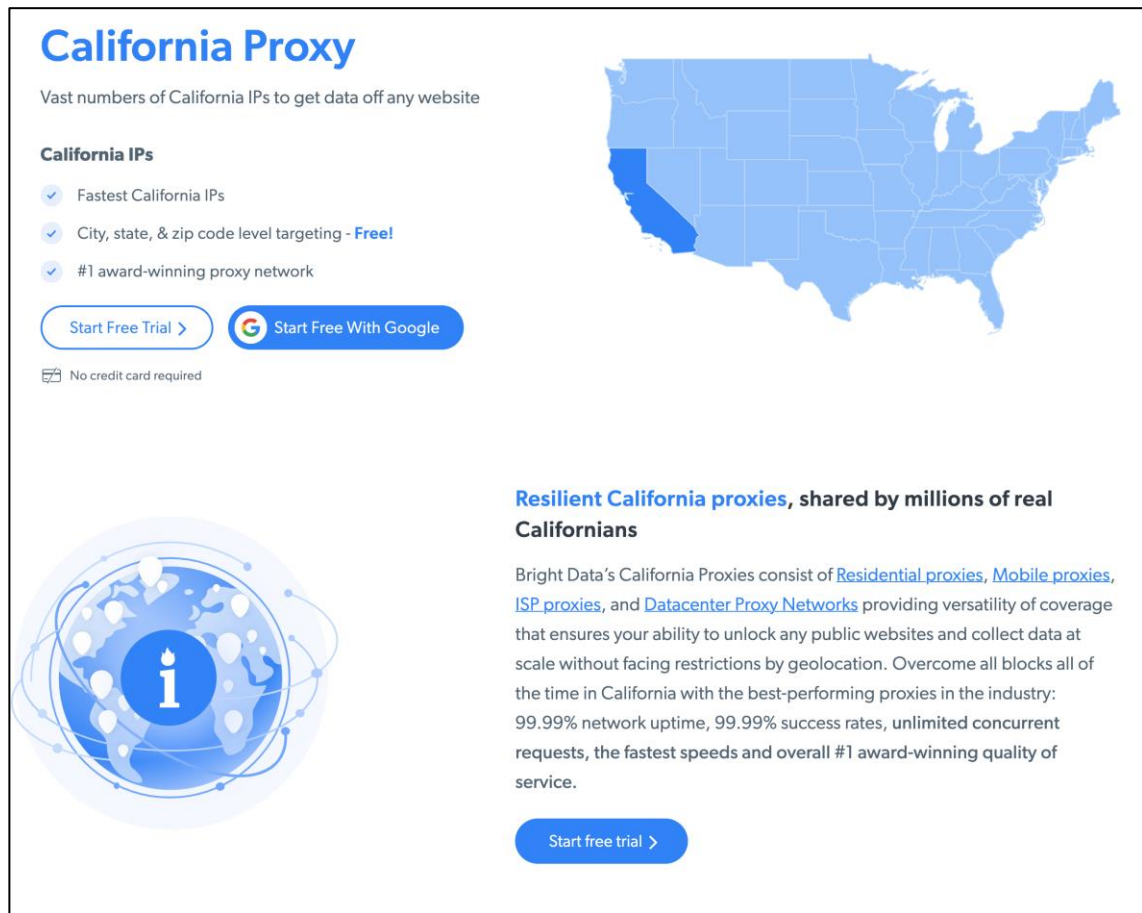 California Proxy
Vast numbers of California IPs to get data off any website
California IPs
Fastest California IPs
City, state, & zip code level targeting - Free!
#1 award-winning proxy network
Start Free Trial
Start Free With Google
No credit card required
Resilient California proxies, shared by millions of real
Californians
Bright Data’s California Proxies consist of Residential proxies, Mobile proxies,
ISP proxies, and Datacenter Proxy Networks providing versatility of coverage
that ensures your ability to unlock any public websites and collect data at
scale without facing restrictions by geolocation. Overcome all blocks all of
the time in California with the best-performing proxies in the industry:
99.99% network uptime, 99.99% success rates, unlimited concurrent
requests, the fastest speeds and overall #1 award-winning quality of
service.
Start free trial